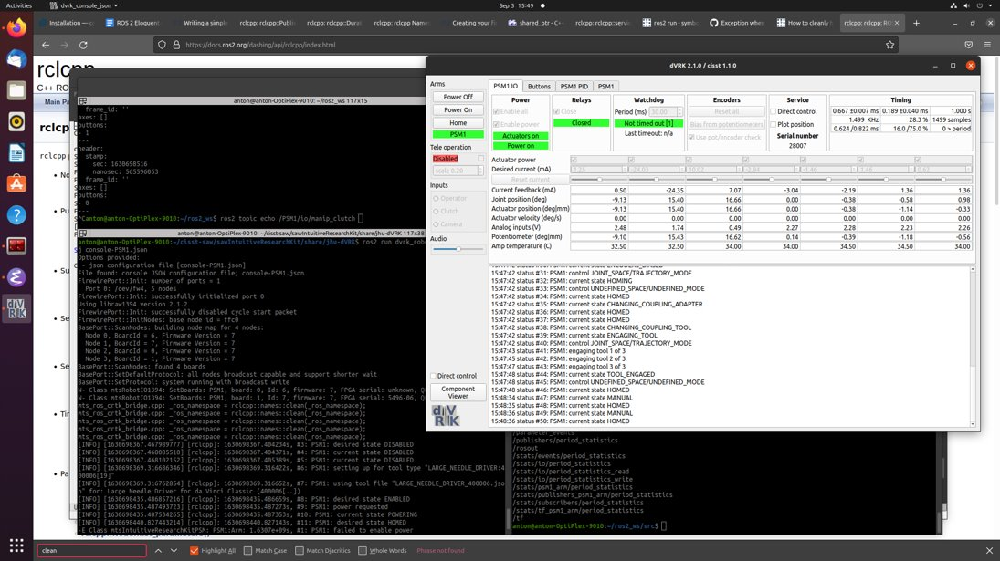 Activities
dvrk_console_json
Sep 3 15:49
Installation —
ROS 2 Eloquent
Writing a simple
rclcpp::Publi
rclcpp::Durab
rclcpp: rclcpp Name
Creating your Fi
shared_ptr - C++
rclcpp: rclcpp::servic
ros2 run - symbol
Exception when
How to cleanly h
rclcpp: rclcpp: RO
https://docs.ros2.org/dashing/api/rclcpp/index.html
rclcpp:
C++ RO
Main Pa
rclcpp
rclcpp p
No
Pu
Su
Se
Se
Ti
Pa
anton@anton-OptiPlex-9010: ~/ros2_ws 117x15
frame_id: ''
axes: []
buttons:
- 1
---
header:
stamp:
sec: 1630698516
nanosec: 565596053
frame_id: ''
axes: []
buttons:
- 0
---
^Canton@anton-OptiPlex-9010:~/ros2_ws$ ros2 topic echo /PSM1/io/manip_clutch
anton@anton-OptiPlex-9010: ~/cisst-saw/sawIntuitiveResearchKit/share/jhu-dVRK 117x38
anton@anton-OptiPlex-9010:~/cisst-saw/sawIntuitiveResearchKit/share/jhu-dVRK$ ros2 run dvrk_rob
j console-PSM1.json
Options provided:
- json configuration file [console-PSM1.json]
File found: console JSON configuration file; console-PSM1.json
FirewirePort::Init: number of ports = 1
Port 0: /dev/fw4, 5 nodes
FirewirePort::Init: successfully initialized port 0
Using libraw1394 version 2.1.2
FirewirePort::Init: successfully disabled cycle start packet
FirewirePort::InitNodes: base node id = ffc0
BasePort::ScanNodes: building node map for 4 nodes:
Node 0, BoardId = 6, Firmware Version = 7
Node 1, BoardId = 7, Firmware Version = 7
Node 2, BoardId = 0, Firmware Version = 7
Node 3, BoardId = 1, Firmware Version = 7
BasePort::ScanNodes: found 4 boards
BasePort::SetDefaultProtocol: all nodes broadcast capable and support shorter wait
BasePort::SetProtocol: system running with broadcast write
W- Class mtsRobotIO1394: SetBoards: PSM1, board: 0, Id: 6, firmware: 7, FPGA serial: unknown, Q
W- Class mtsRobotIO1394: SetBoards: PSM1, board: 1, Id: 7, firmware: 7, FPGA serial: 5496-06, Q
mts_ros_crtk_bridge.cpp: _ros_namespace = rclcpp::names::clean(_ros_namespace);
mts_ros_crtk_bridge.cpp: _ros_namespace = rclcpp::names::clean(_ros_namespace);
mts_ros_crtk_bridge.cpp: _ros_namespace = rclcpp::names::clean(_ros_namespace);
mts_ros_crtk_bridge.cpp: _ros_namespace = rclcpp::names::clean(_ros_namespace);
[INFO] [1630698367.467989777] [rclcpp]: 1630698367.404234s, #3: PSM1: desired state DISABLED
[INFO] [1630698367.468085510] [rclcpp]: 1630698367.404371s, #4: PSM1: current state DISABLED
[INFO] [1630698367.468102152] [rclcpp]: 1630698367.405389s, #5: PSM1: current state DISABLED
[INFO] [1630698369.316686346] [rclcpp]: 1630698369.316422s, #6: PSM1: setting up for tool type "LARGE_NEEDLE_DRIVER:4
00006[19]"
[INFO] [1630698369.316762854] [rclcpp]: 1630698369.316652s, #7: PSM1: using tool file "LARGE_NEEDLE_DRIVER_400006.jso
n" for: Large Needle Driver for da Vinci Classic (400006[..])
[INFO] [1630698435.486857216] [rclcpp]: 1630698435.486659s, #8: PSM1: desired state ENABLED
[INFO] [1630698435.487493723] [rclcpp]: 1630698435.487273s, #9: PSM1: power requested
[INFO] [1630698435.487534265] [rclcpp]: 1630698435.487353s, #10: PSM1: current state POWERING
[INFO] [1630698440.827443214] [rclcpp]: 1630698440.827143s, #11: PSM1: desired state HOMED
-E Class mtsIntuitiveResearchKitPSM: PSM1:Arm: 1.6307e+09s, #1: PSM1: failed to enable power
dVRK 2.1.0 / cisst 1.1.0
Arms
Power Off
Power On
Home
PSM1
Tele operation
Disabled
scale 0.20
Inputs
Operator
Clutch
Camera
Audio
Direct control
Component
Viewer
dVRK
PSM1 IO
Buttons
PSM1 PID
PSM1
Power
Enable all
Enable power
Actuators on
Power on
Relays
Close
Closed
Watchdog
Period (ms) 30.00
Not timed out [1]
Last timeout: n/a
Encoders
Reset all
Bias from potentiometers
Use pot/encoder check
Service
Direct control
Plot position
Serial number
28007
Timing
0.667 ±0.007 ms 0.189 ±0.040 ms 1.000 s
1.499 KHz 28.3 % 1499 samples
0.624 /0.822 ms 16.0 /75.0 % 0 > period
Actuator power
Desired current (mA) 1.25 -24.03 10.02 -2.84 -1.46 1.46 0.62
Reset current
Current feedback (mA) 0.50 -24.35 7.07 -3.04 -2.19 1.36 1.36
Joint position (deg) -9.13 15.40 16.66 0.00 -0.38 -0.58 0.98
Actuator position (deg|mm) -9.13 15.40 16.66 0.00 -0.38 -1.14 -0.33
Actuator velocity (deg/s) 0.00 0.00 0.00 0.00 0.00 0.00 0.00
Analog inputs (V) 2.48 1.74 0.49 2.27 2.28 2.23 2.26
Potentiometer (deg|mm) -9.10 15.43 16.62 0.14 -0.39 -1.18 -0.56
Amp temperature (C) 32.50 32.50 34.00 34.00 34.50 34.00 34.50
15:47:42 status #31: PSM1: control JOINT_SPACE/TRAJECTORY_MODE
15:47:42 status #32: PSM1: current state HOMING
15:47:42 status #33: PSM1: control UNDEFINED_SPACE/UNDEFINED_MODE
15:47:42 status #34: PSM1: current state HOMED
15:47:42 status #35: PSM1: current state CHANGING_COUPLING_ADAPTER
15:47:42 status #36: PSM1: current state HOMED
15:47:42 status #37: PSM1: current state HOMED
15:47:42 status #38: PSM1: current state CHANGING_COUPLING_TOOL
15:47:42 status #39: PSM1: current state ENGAGING_TOOL
15:47:42 status #40: PSM1: control JOINT_SPACE/TRAJECTORY_MODE
15:47:43 status #41: PSM1: engaging tool 1 of 3
15:47:45 status #42: PSM1: engaging tool 2 of 3
15:47:47 status #43: PSM1: engaging tool 3 of 3
15:47:48 status #44: PSM1: current state TOOL_ENGAGED
15:47:48 status #45: PSM1: control UNDEFINED_SPACE/UNDEFINED_MODE
15:47:48 status #46: PSM1: current state HOMED
15:48:34 status #47: PSM1: current state MANUAL
15:48:35 status #48: PSM1: current state HOMED
15:48:36 status #49: PSM1: current state MANUAL
15:48:36 status #50: PSM1: current state HOMED
/publishers/period_statistics
/rosout
/stats/events/period_statistics
/stats/io/period_statistics
/stats/io/period_statistics_read
/stats/io/period_statistics_write
/stats/psm1_arm/period_statistics
/stats/publishers/period_statistics
/stats/publishers_psm1_arm/period_statistics
/stats/subscribers/period_statistics
/stats/tf_psm1_arm/period_statistics
/tf
anton@anton-OptiPlex-9010:~/ros2_ws/src$
clean
Highlight All
Match Case
Match Diacritics
Whole Words
Phrase not found